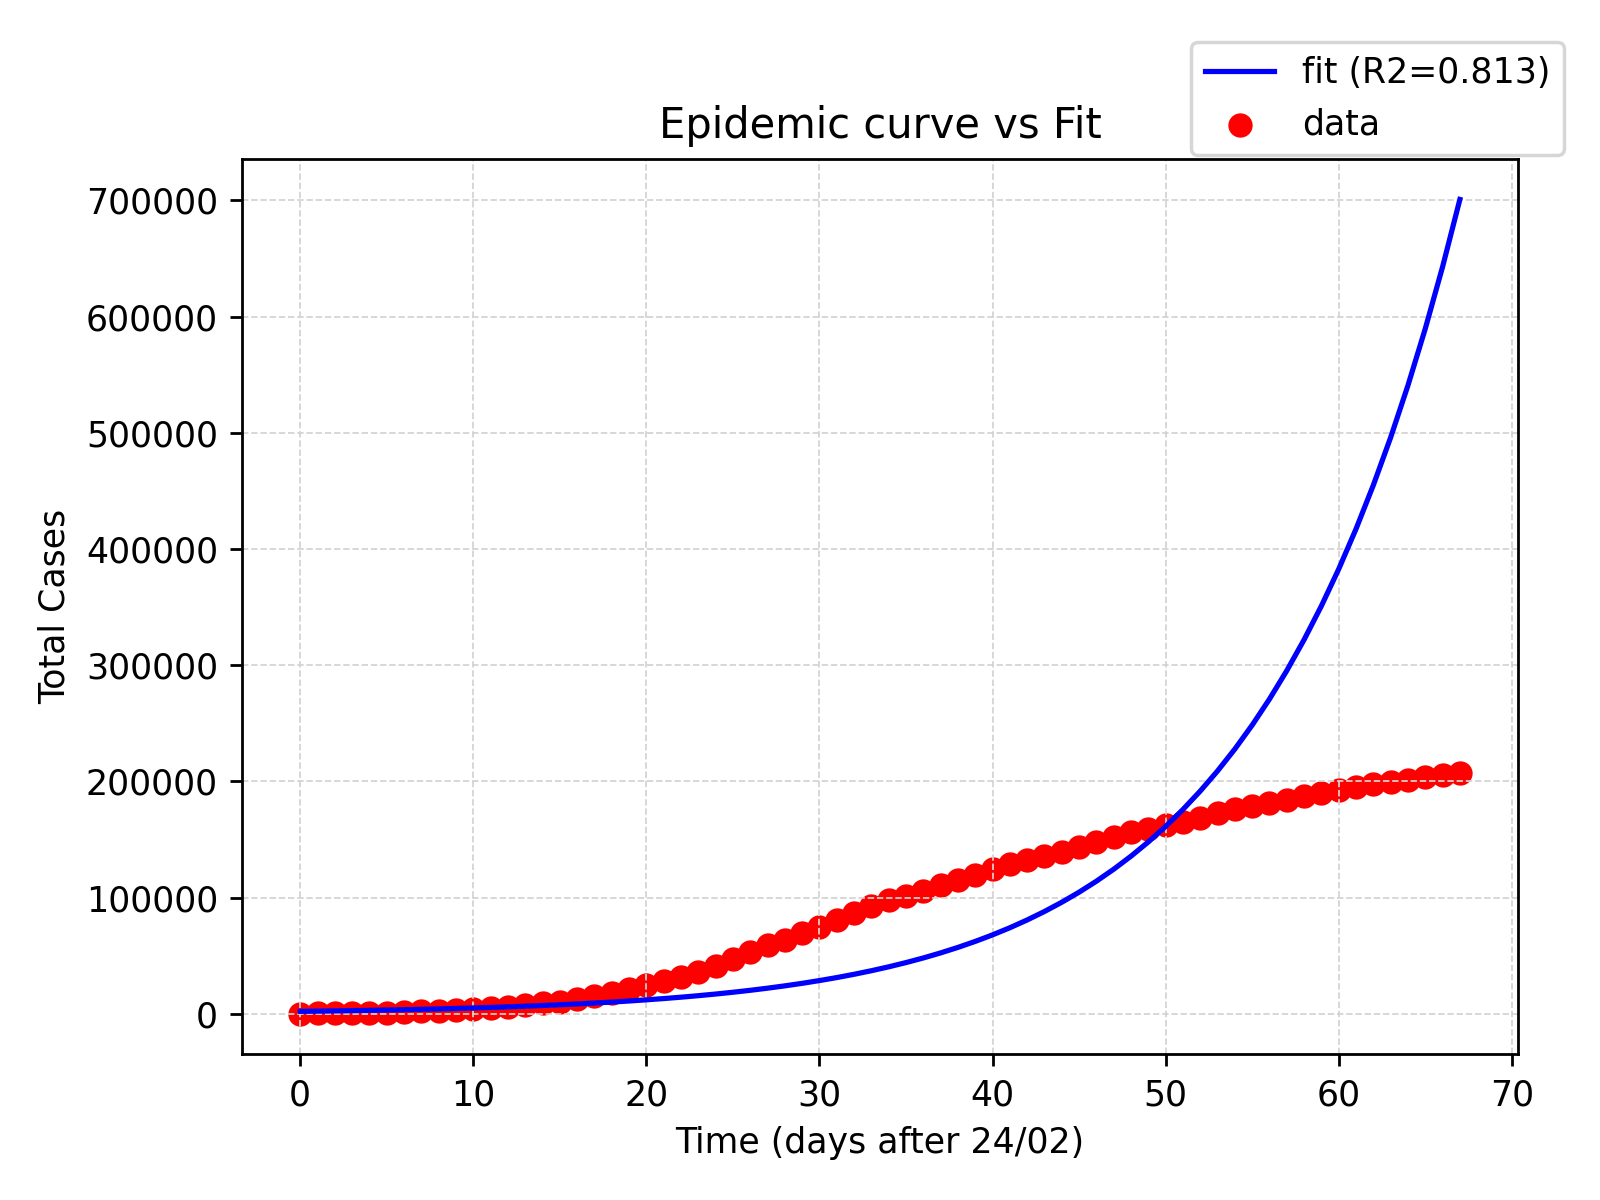 fit (R2=0.813)
data
Epidemic curve vs Fit
Total Cases
700000
600000
500000
400000
300000
200000
100000
0
0 10 20 30 40 50 60 70
Time (days after 24/02)